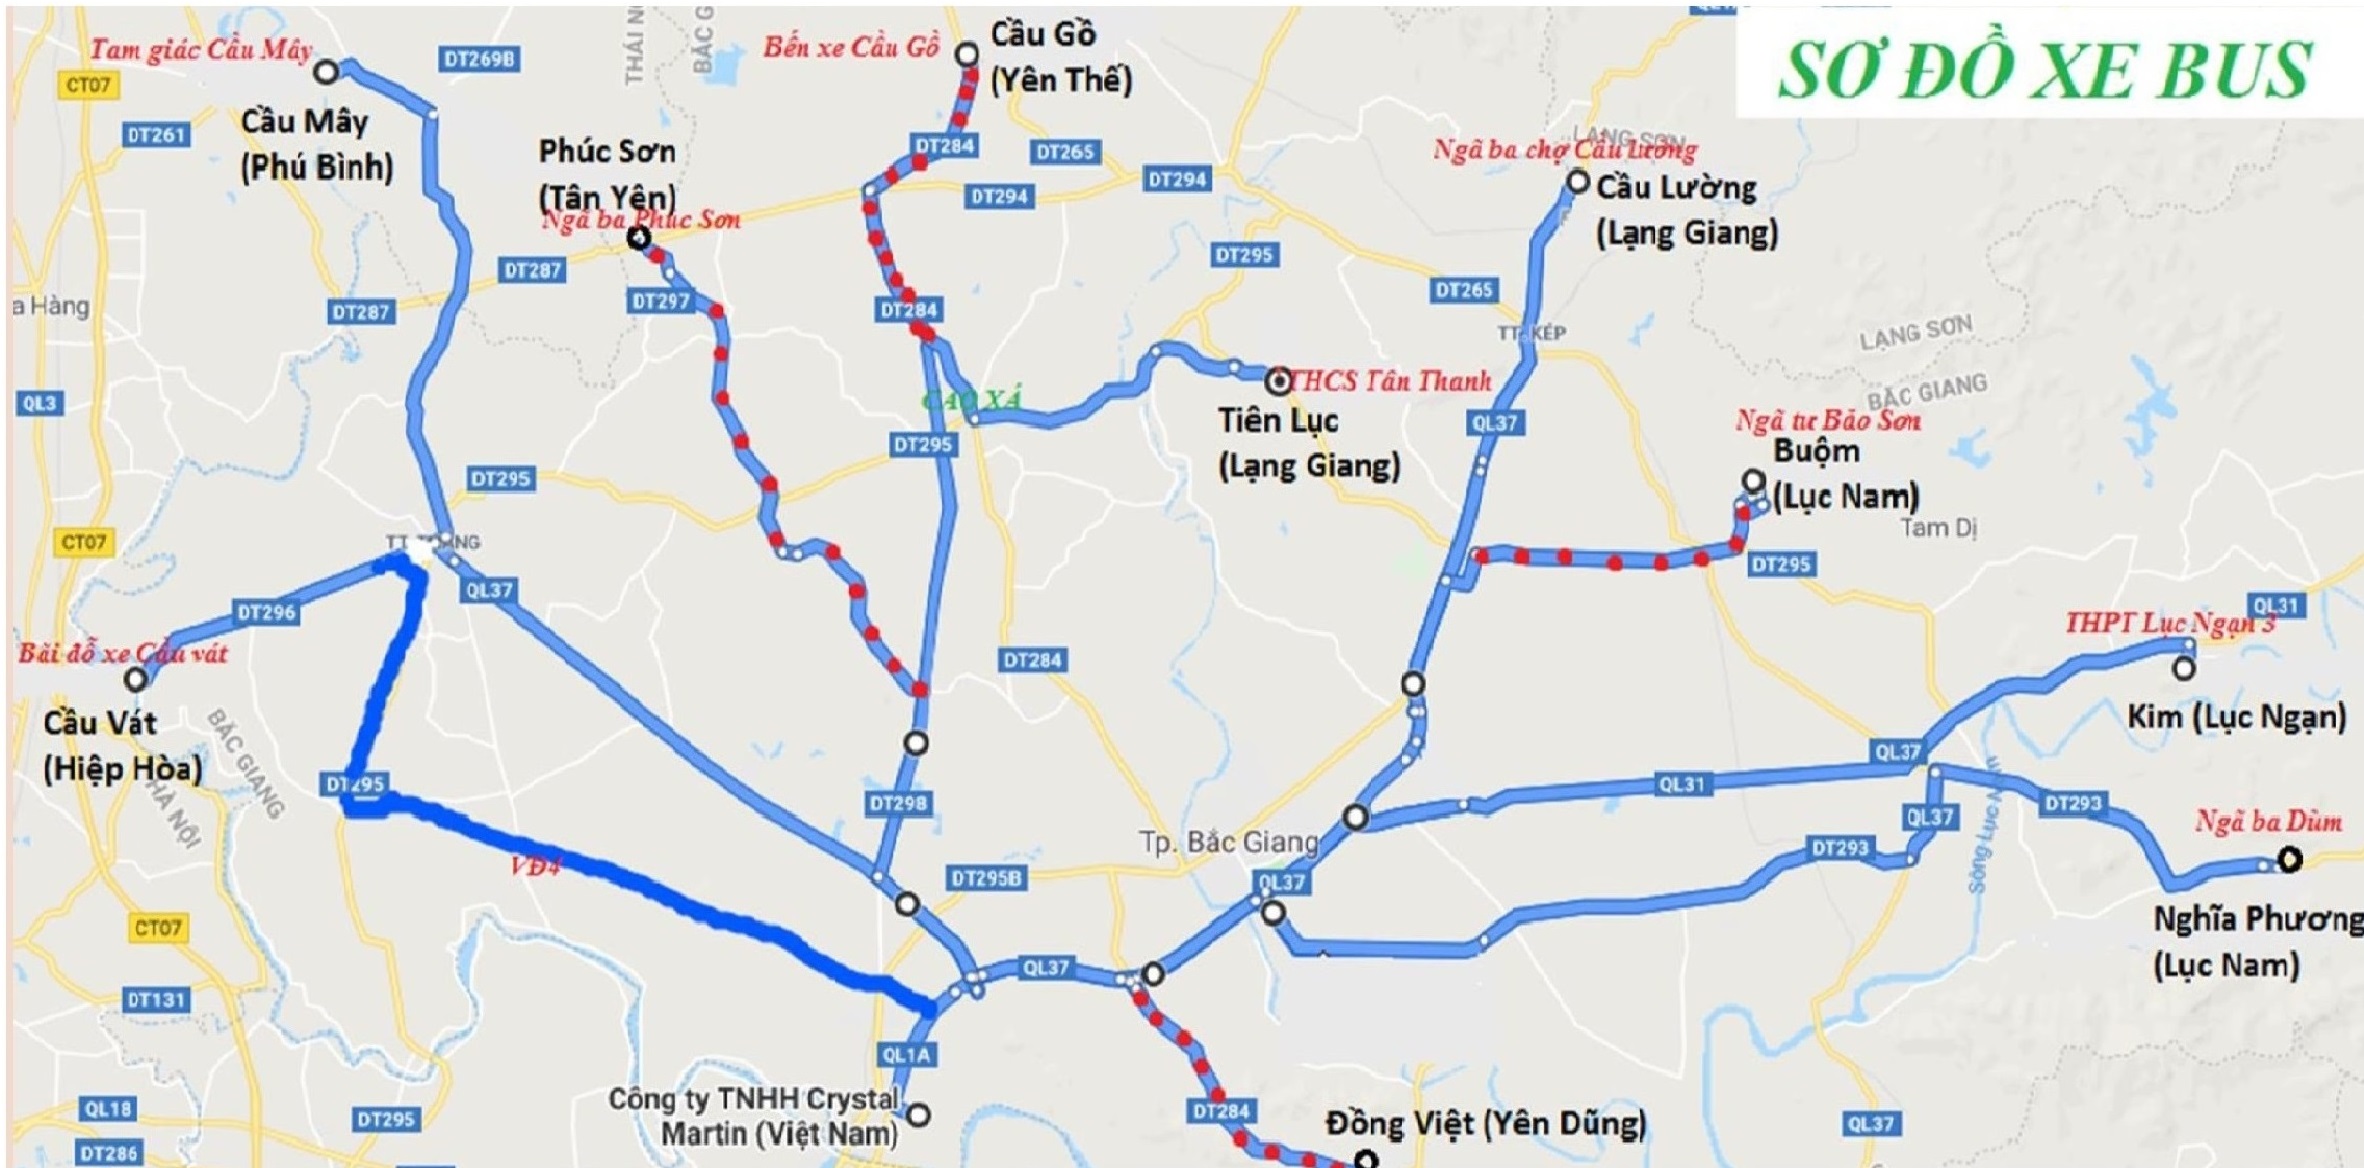 SƠ ĐỒ XE BUS
Tam giác Cầu Mây
DT269B
THÁI N
BẮC G
Bến xe Cầu Gồ
Cầu Gồ
(Yên Thế)
CT07
DT261
Cầu Mây
(Phú Bình)
Phúc Sơn
(Tân Yên)
Ngã ba Phúc Sơn
DT284
DT265
DT294
DT294
LẠNG SƠN
Ngã ba chợ Cầu Lường
Cầu Lường
(Lạng Giang)
DT295
DT287
DT287
DT297
DT284
DT265
a Hàng
TT. KÉP
LẠNG SƠN
BẮC GIANG
QL3
CAO XÁ
THCS Tân Thanh
Tiên Lục
(Lạng Giang)
QL37
Ngã tư Bảo Sơn
Buộm
(Lục Nam)
DT295
DT295
Tam Dị
CT07
QL37
DT295
DT296
QL31
THPT Lục Ngạn 3
Bãi đỗ xe Cầu vát
DT284
Cầu Vát
(Hiệp Hòa)
BẮC GIANG
HÀ NỘI
Kim (Lục Ngạn)
QL37
DT295
QL31
DT298
DT293
QL37
Ngã ba Dùm
Tp. Bắc Giang
DT293
VĐ4
DT295B
QL37
CT07
Nghĩa Phương
(Lục Nam)
QL37
DT131
QL1A
Công ty TNHH Crystal
Martin (Việt Nam)
QL18
DT295
DT284
Đồng Việt (Yên Dũng)
QL37
DT286